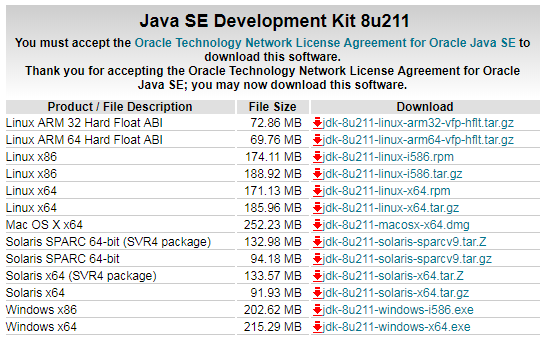 Java SE Development Kit 8u211
You must accept the Oracle Technology Network License Agreement for Oracle Java SE to
download this software.
Thank you for accepting the Oracle Technology Network License Agreement for Oracle
Java SE; you may now download this software.
Product / File Description File Size Download
Linux ARM 32 Hard Float ABI 72.86 MB jdk-8u211-linux-arm32-vfp-hflt.tar.gz
Linux ARM 64 Hard Float ABI 69.76 MB jdk-8u211-linux-arm64-vfp-hflt.tar.gz
Linux x86 174.11 MB jdk-8u211-linux-i586.rpm
Linux x86 188.92 MB jdk-8u211-linux-i586.tar.gz
Linux x64 171.13 MB jdk-8u211-linux-x64.rpm
Linux x64 185.96 MB jdk-8u211-linux-x64.tar.gz
Mac OS X x64 252.23 MB jdk-8u211-macosx-x64.dmg
Solaris SPARC 64-bit (SVR4 package) 132.98 MB jdk-8u211-solaris-sparcv9.tar.Z
Solaris SPARC 64-bit 94.18 MB jdk-8u211-solaris-sparcv9.tar.gz
Solaris x64 (SVR4 package) 133.57 MB jdk-8u211-solaris-x64.tar.Z
Solaris x64 91.93 MB jdk-8u211-solaris-x64.tar.gz
Windows x86 202.62 MB jdk-8u211-windows-i586.exe
Windows x64 215.29 MB jdk-8u211-windows-x64.exe